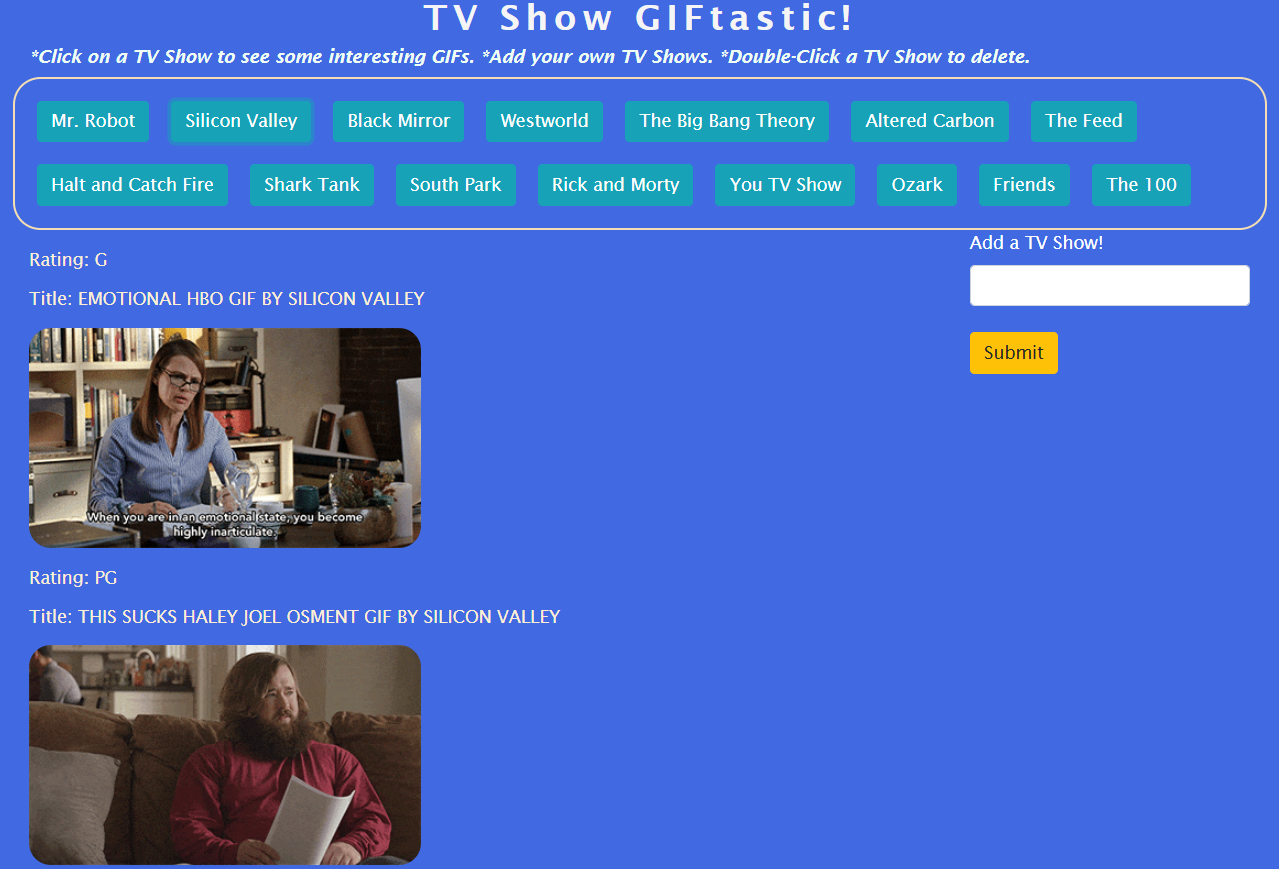 TV Show GIFtastic!
*Click on a TV Show to see some interesting GIFs. *Add your own TV Shows. *Double-Click a TV Show to delete.
Mr. Robot Silicon Valley Black Mirror Westworld The Big Bang Theory Altered Carbon The Feed
Halt and Catch Fire Shark Tank South Park Rick and Morty You TV Show Ozark Friends The 100
Add a TV Show!
Rating: G
Title: EMOTIONAL HBO GIF BY SILICON VALLEY
Submit
When you are in an emotional state, you become
highly inarticulate.
Rating: PG
Title: THIS SUCKS HALEY JOEL OSMENT GIF BY SILICON VALLEY